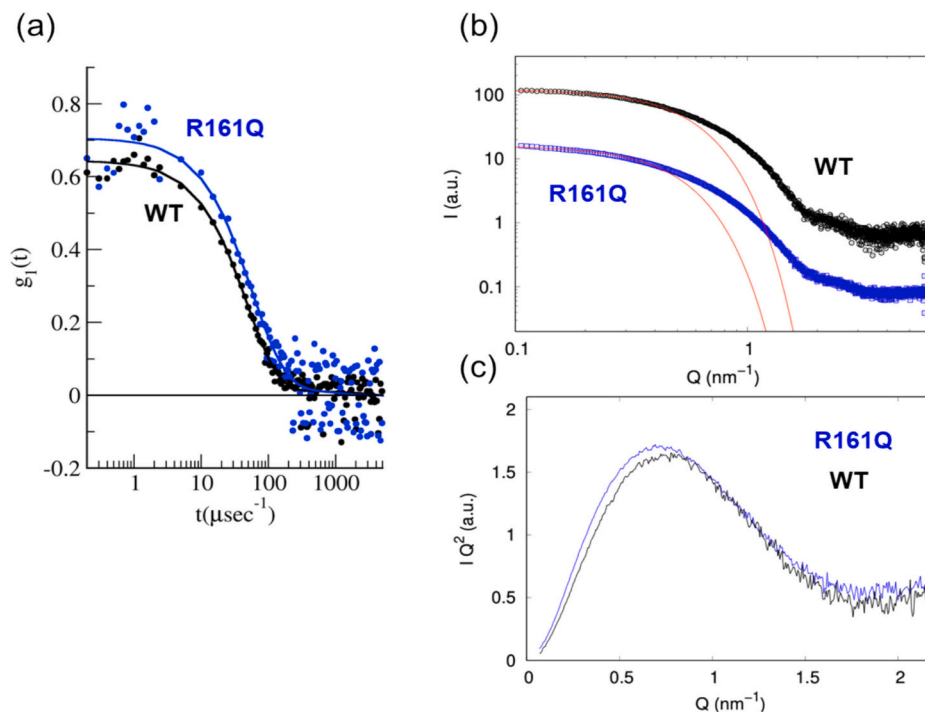 (a)
0.8
0.6
0.4
0.2
0
-0.2
g₁(t)
R161Q
WT
1
10
100
1000
t(μsec⁻¹)
(b)
100
10
1
0.1
I (a.u.)
WT
R161Q
0.1
1
Q (nm⁻¹)
(c)
2
1.5
1
0.5
0
I Q² (a.u.)
R161Q
WT
0
0.5
1
1.5
2
Q (nm⁻¹)